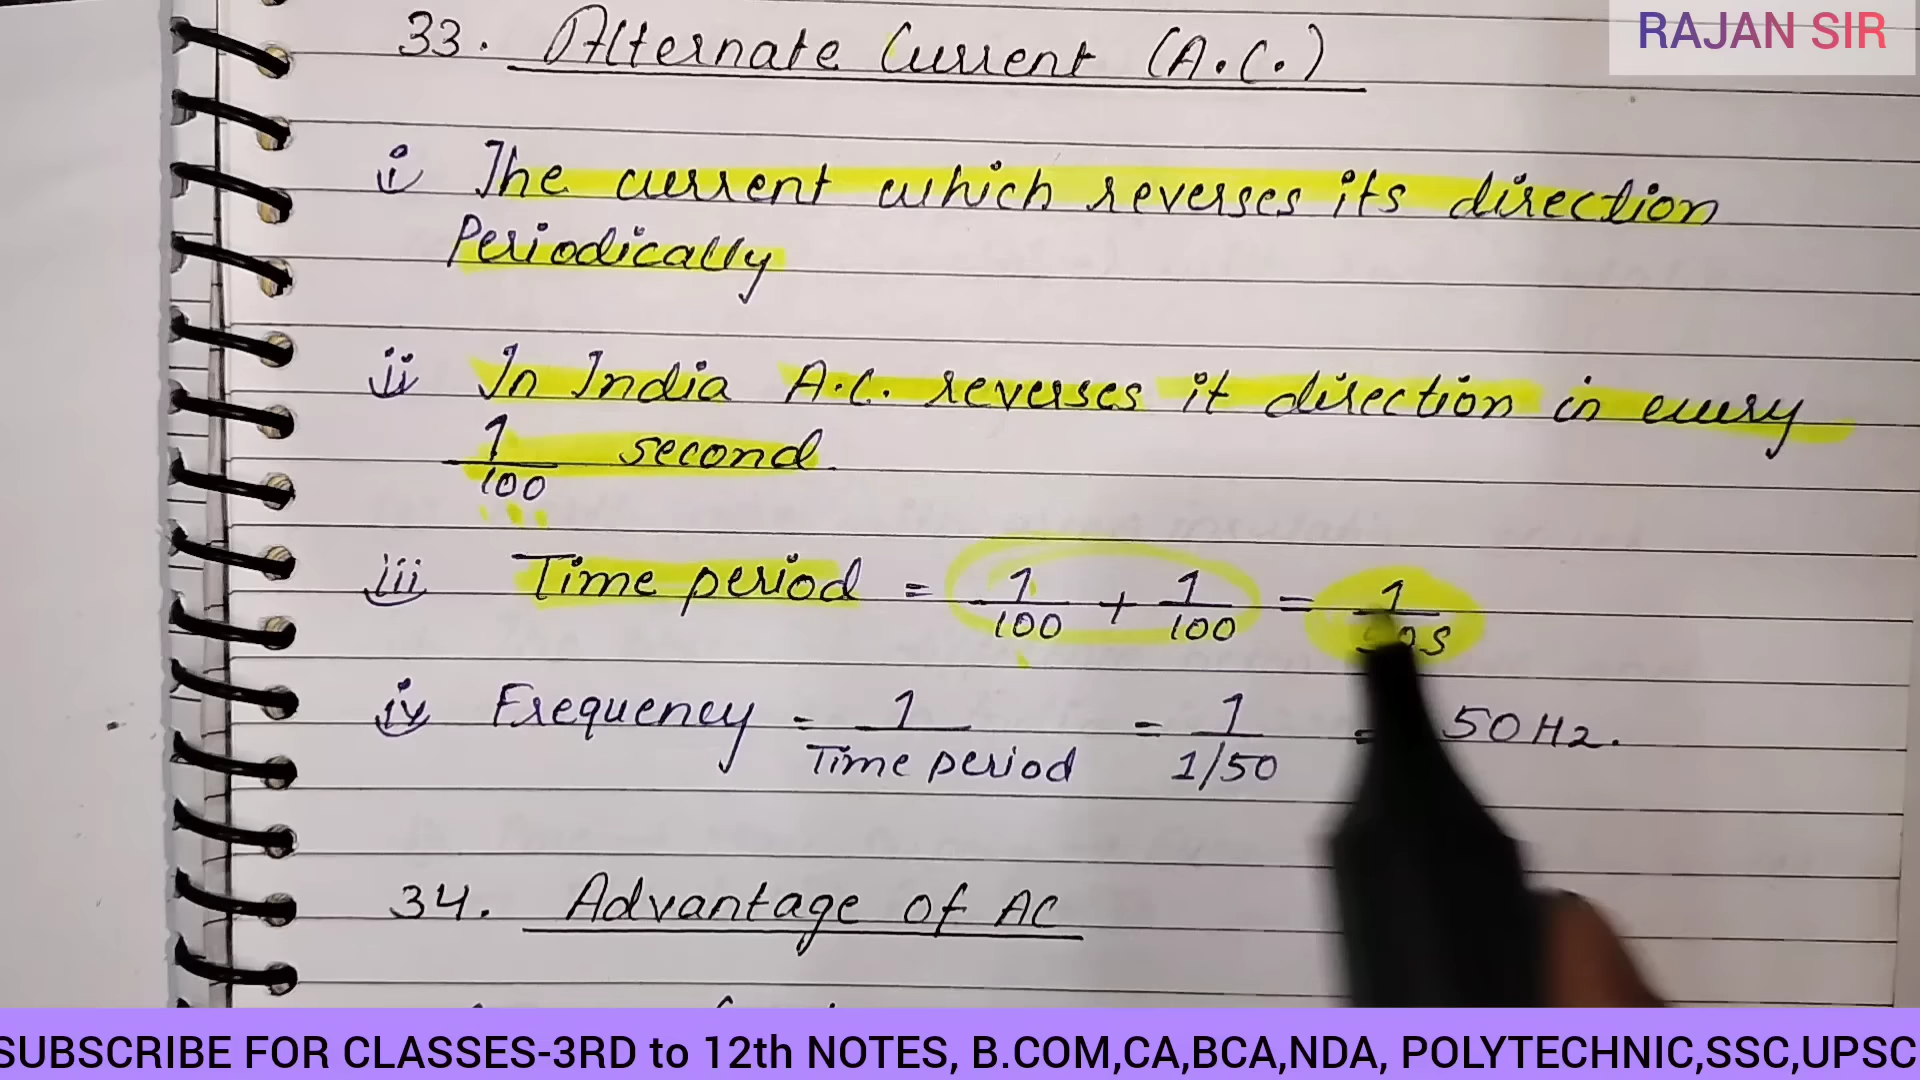 RAJAN SIR
33. Alternate Current (A.C.)
i The current which reverses its direction
Periodically
ii In India A.C. reverses it direction in every
1/100 second.
iii Time period = 1/100 + 1/100 = 1/50s
iv Frequency = 1/Time period = 1/1/50 = 50Hz.
34. Advantage of AC
SUBSCRIBE FOR CLASSES-3RD to 12th NOTES, B.COM,CA,BCA,NDA, POLYTECHNIC,SSC,UPSC